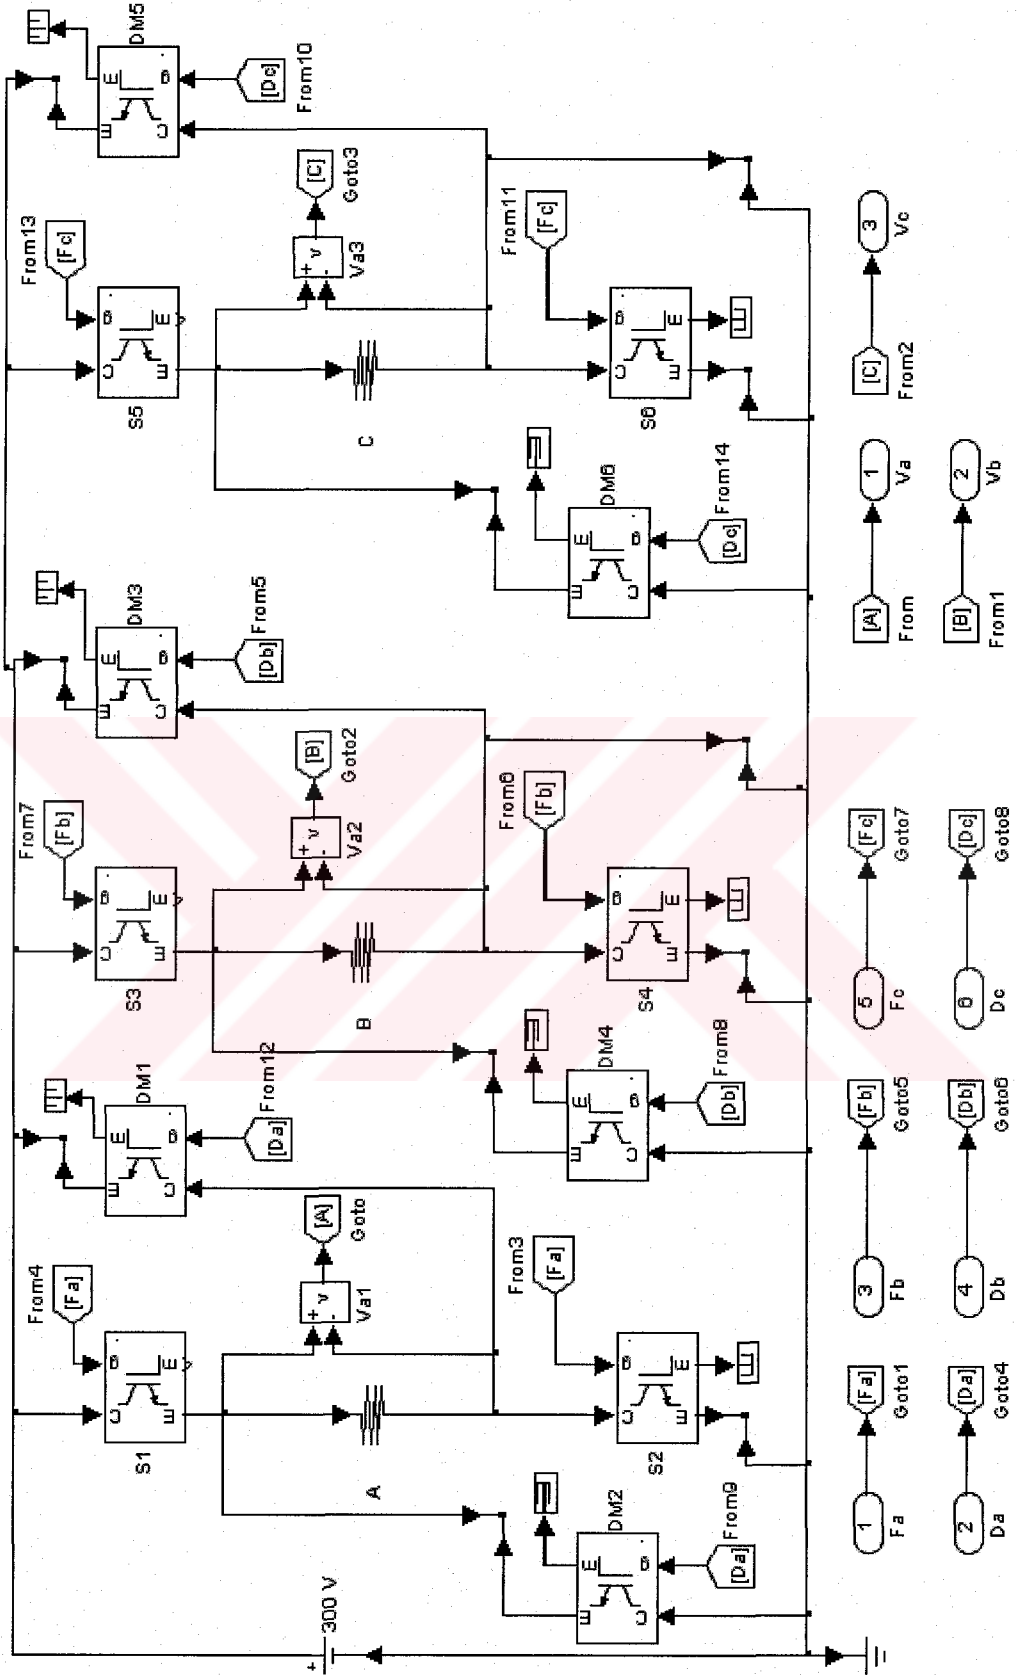 300 V
+
A
S1
C
g
E
m
From4
[Fa]
DM1
E
m
g
C
From12
[Da]
Va1
+
v
-
[A]
Goto
DM2
E
m
g
C
From9
[Da]
S2
C
g
E
m
From3
[Fa]
B
S3
C
g
E
m
From7
[Fb]
DM3
E
m
g
C
From5
[Db]
Va2
+
v
-
[B]
Goto2
DM4
E
m
g
C
From8
[Db]
S4
C
g
E
m
From6
[Fb]
C
S5
C
g
E
m
From13
[Fc]
DM5
E
m
g
C
From10
[Dc]
Va3
+
v
-
[C]
Goto3
DM6
E
m
g
C
From14
[Dc]
S6
C
g
E
m
From11
[Fc]
1
Fa
[Fa]
Goto1
3
Fb
[Fb]
Goto5
5
Fc
[Fc]
Goto7
2
Da
[Da]
Goto4
4
Db
[Db]
Goto6
6
Dc
[Dc]
Goto8
[A]
From
1
Va
[C]
From2
3
Vc
[B]
From1
2
Vb